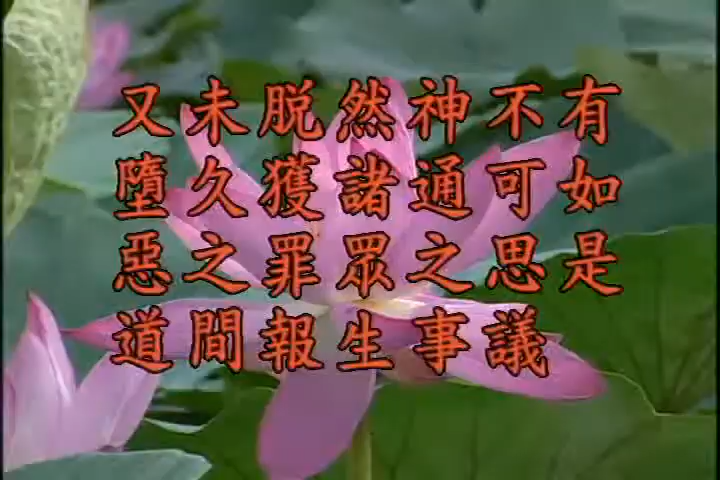 有如是
不可思議
神通之事
然諸眾生
脫獲罪報
未久之間
又墮惡道